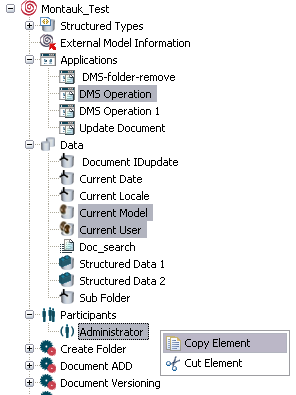 Montauk_Test
Structured Types
External Model Information
Applications
DMS-folder-remove
DMS Operation
DMS Operation 1
Update Document
Data
Document IDupdate
Current Date
Current Locale
Current Model
Current User
Doc_search
Structured Data 1
Structured Data 2
Sub Folder
Participants
Administrator
Copy Element
Cut Element
Create Folder
Document ADD
Document Versioning